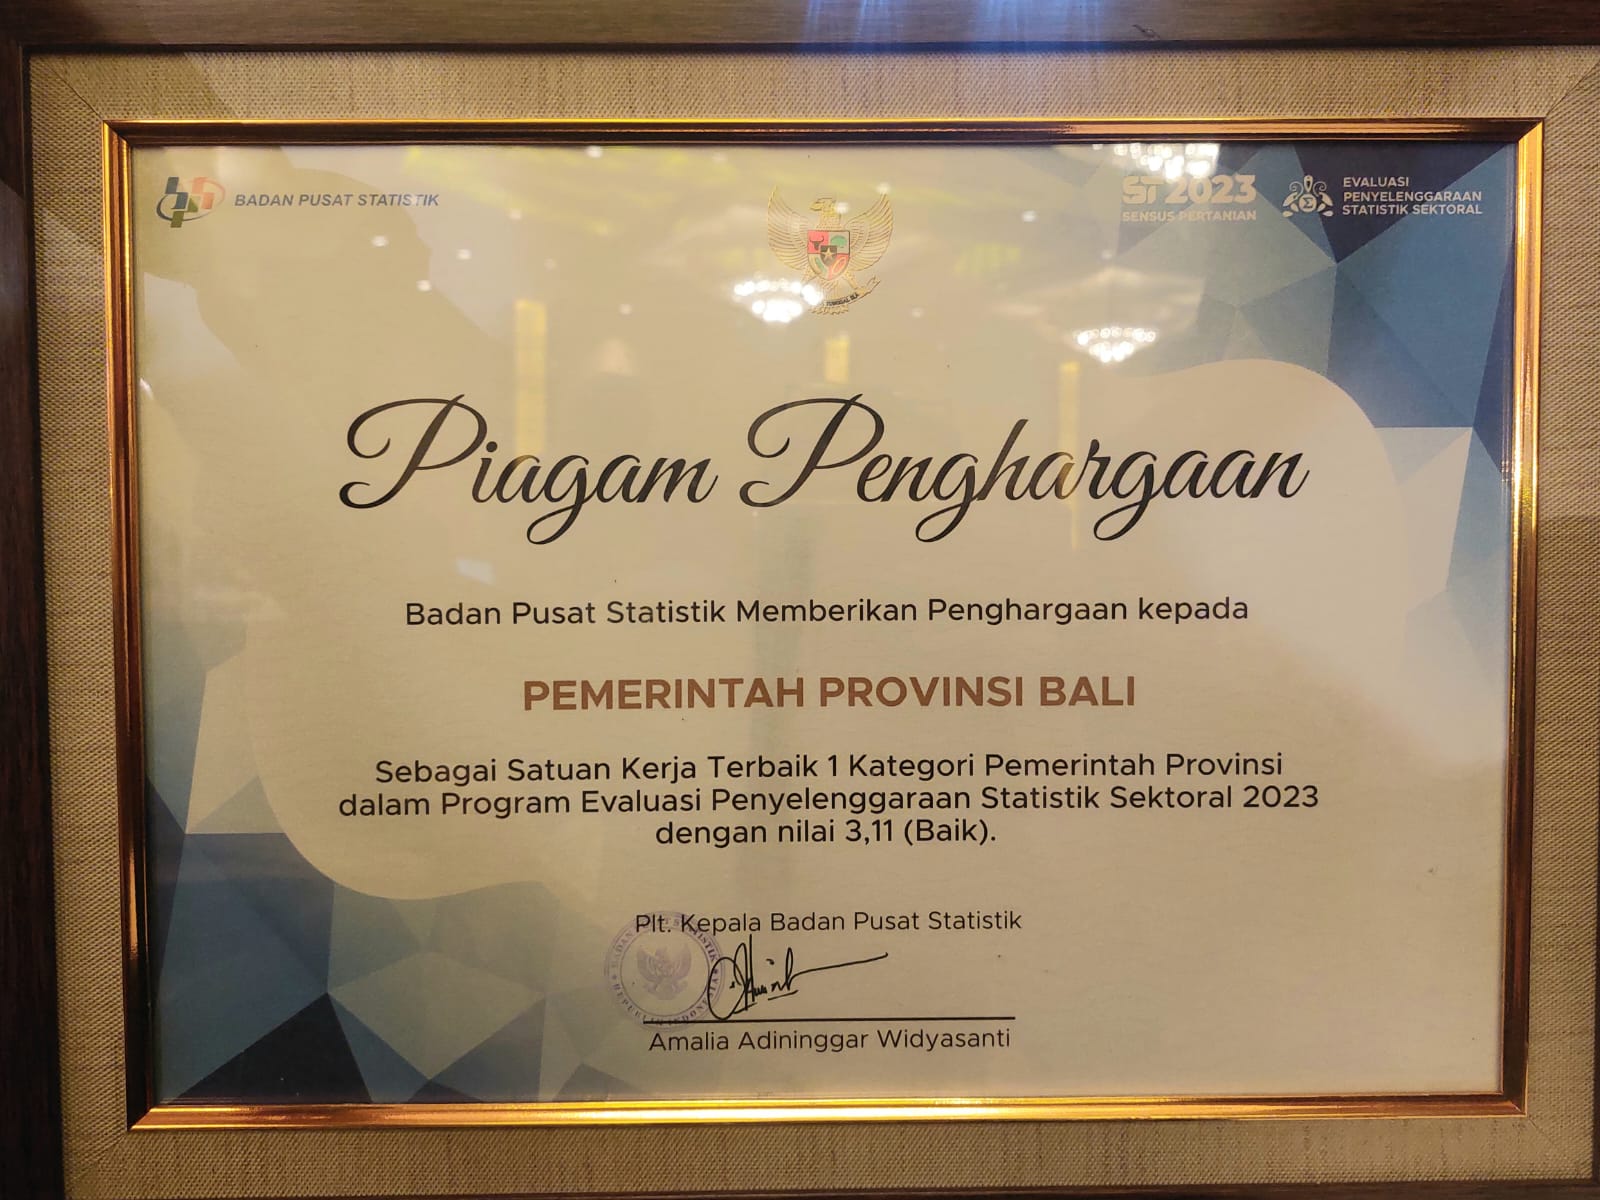 BADAN PUSAT STATISTIK
ST 2023
SENSUS PERTANIAN
EVALUASI
PENYELENGGARAAN
STATISTIK SEKTORAL
Piagam Penghargaan
Badan Pusat Statistik Memberikan Penghargaan kepada
PEMERINTAH PROVINSI BALI
Sebagai Satuan Kerja Terbaik 1 Kategori Pemerintah Provinsi
dalam Program Evaluasi Penyelenggaraan Statistik Sektoral 2023
dengan nilai 3,11 (Baik).
Plt. Kepala Badan Pusat Statistik
Amalia Adininggar Widyasanti